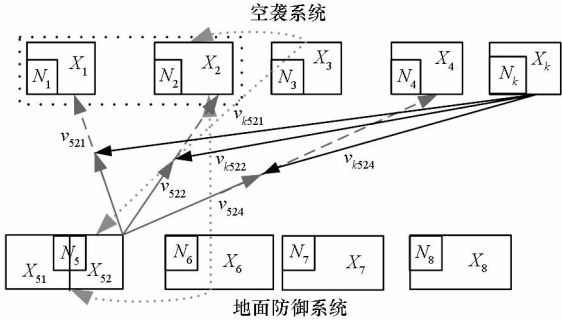 空袭系统
N1 X1 N2 X2 N3 X3 N4 X4 Nk Xk
v521 vk521
v522 vk522 vk524
v524
X51 N5 X52 N6 X6 N7 X7 N8 X8
地面防御系统